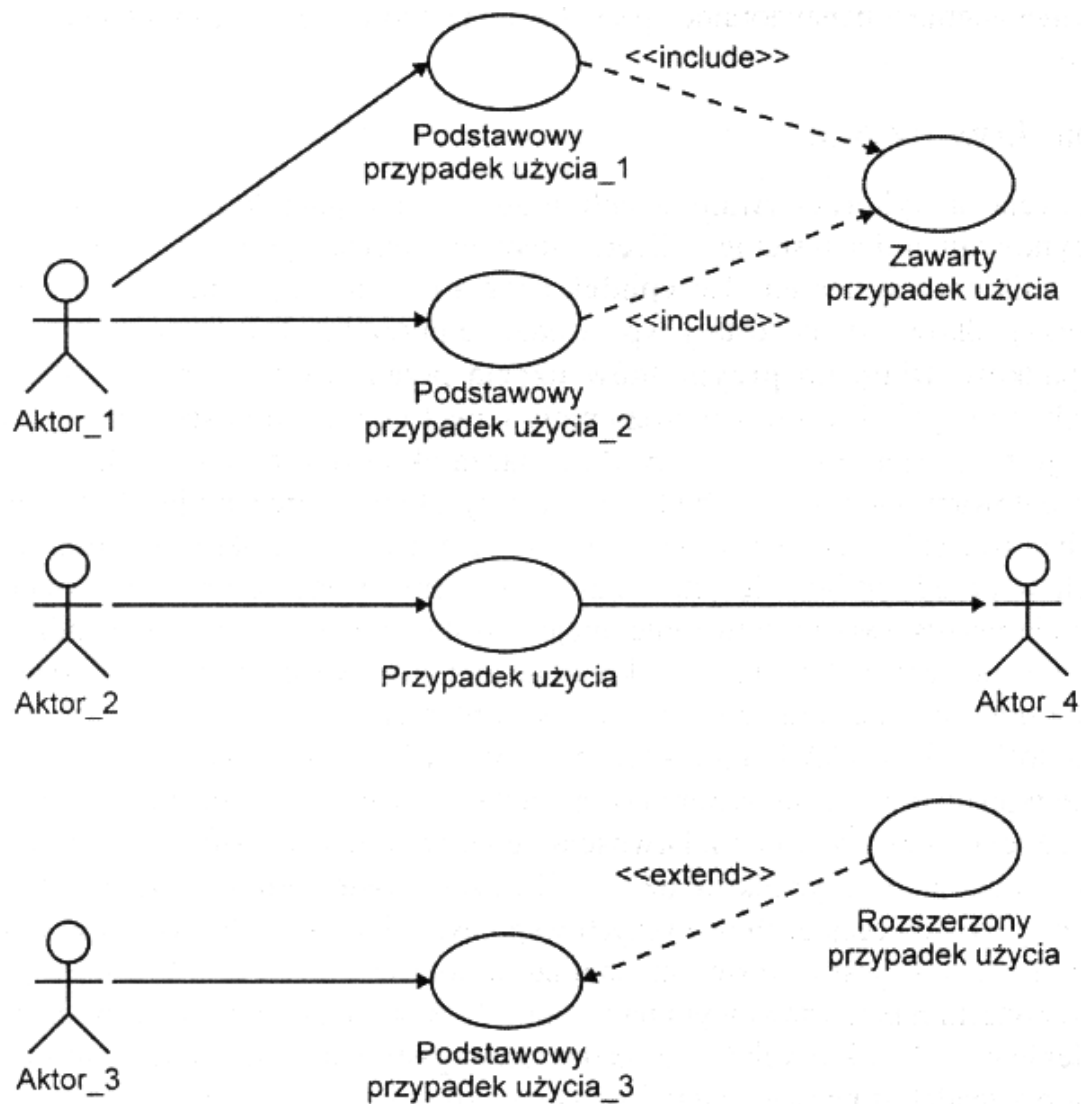 <<include>>
Podstawowy
przypadek użycia_1
Zawarty
przypadek użycia
<<include>>
Aktor_1
Podstawowy
przypadek użycia_2
Aktor_2
Przypadek użycia
Aktor_4
<<extend>>
Rozszerzony
przypadek użycia
Aktor_3
Podstawowy
przypadek użycia_3